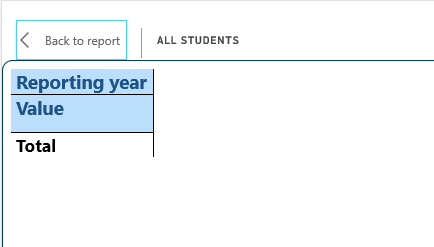 Back to report
ALL STUDENTS
Reporting year
Value
Total